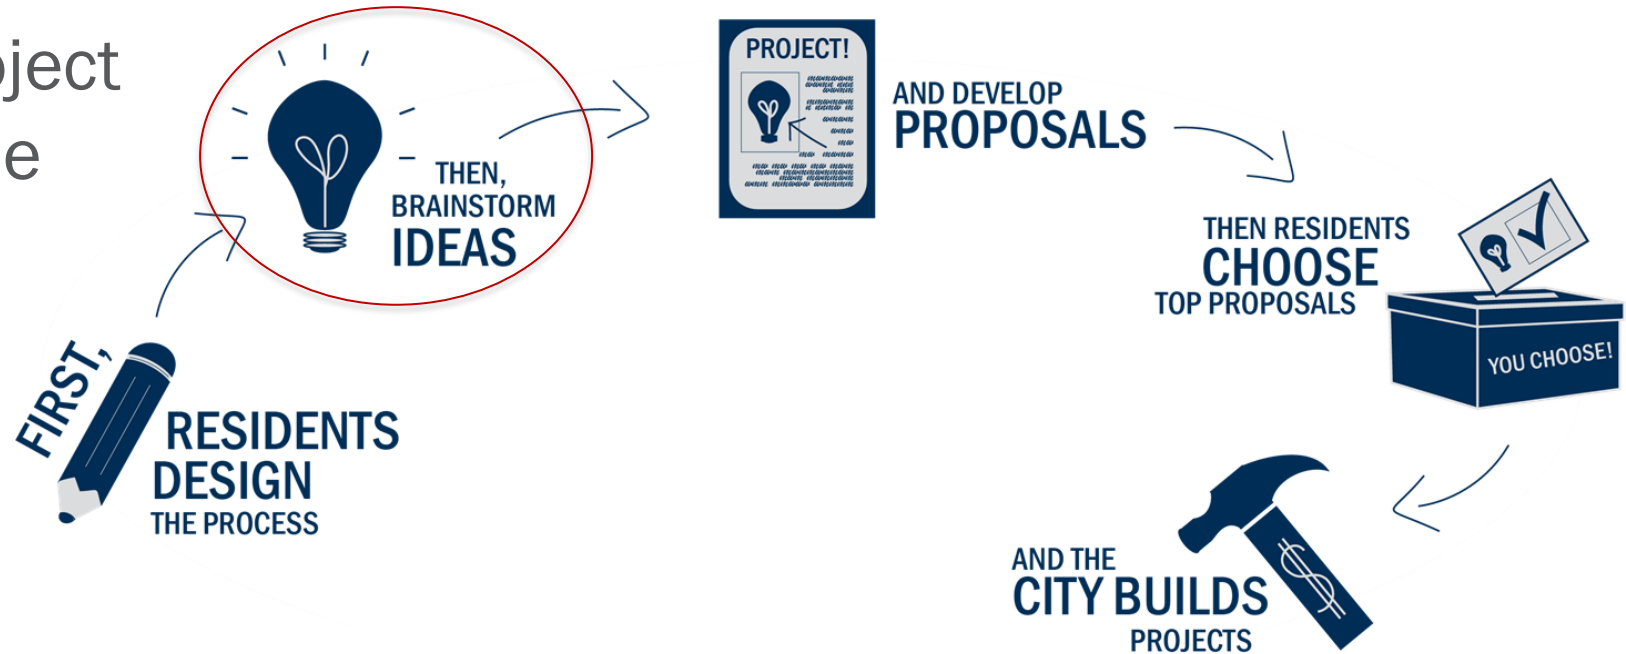 FIRST,
RESIDENTS
DESIGN
THE PROCESS
THEN,
BRAINSTORM
IDEAS
PROJECT!
AND DEVELOP
PROPOSALS
THEN RESIDENTS
CHOOSE
TOP PROPOSALS
YOU CHOOSE!
AND THE
CITY BUILDS
PROJECTS
$